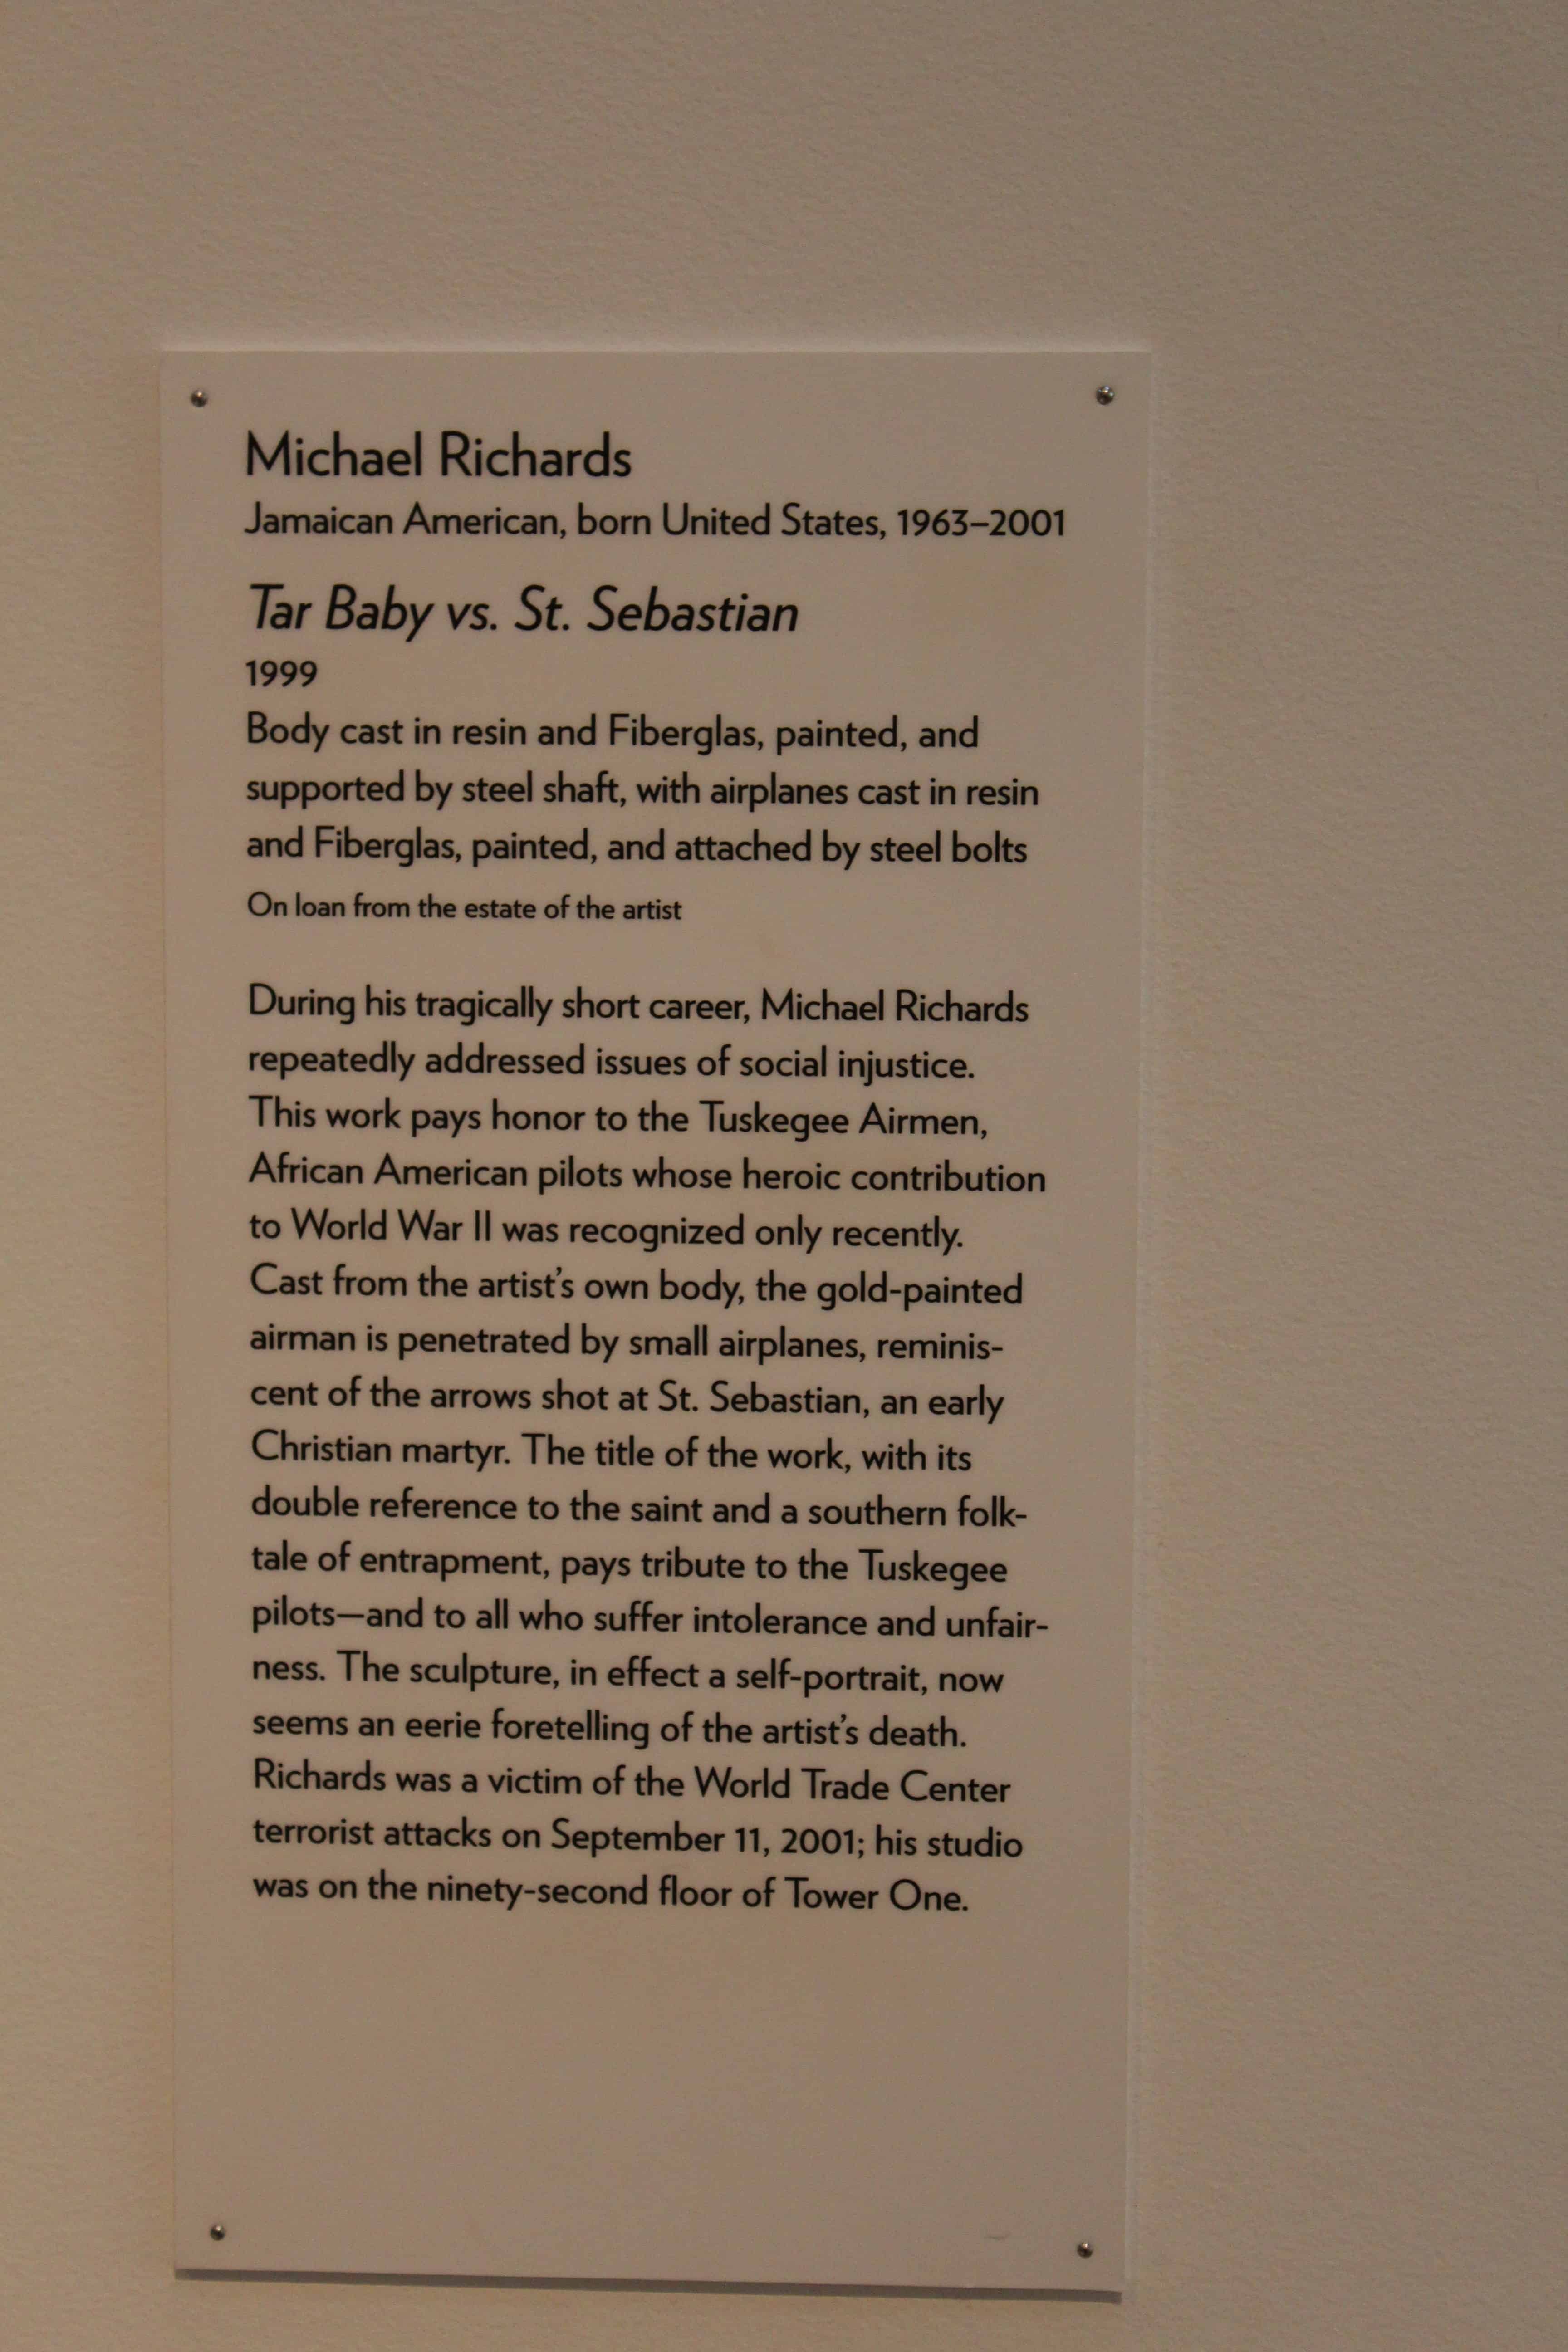 Michael Richards
Jamaican American, born United States, 1963–2001
Tar Baby vs. St. Sebastian
1999
Body cast in resin and Fiberglas, painted, and
supported by steel shaft, with airplanes cast in resin
and Fiberglas, painted, and attached by steel bolts
On loan from the estate of the artist
During his tragically short career, Michael Richards
repeatedly addressed issues of social injustice.
This work pays honor to the Tuskegee Airmen,
African American pilots whose heroic contribution
to World War II was recognized only recently.
Cast from the artist's own body, the gold-painted
airman is penetrated by small airplanes, reminis-
cent of the arrows shot at St. Sebastian, an early
Christian martyr. The title of the work, with its
double reference to the saint and a southern folk-
tale of entrapment, pays tribute to the Tuskegee
pilots—and to all who suffer intolerance and unfair-
ness. The sculpture, in effect a self-portrait, now
seems an eerie foretelling of the artist's death.
Richards was a victim of the World Trade Center
terrorist attacks on September 11, 2001; his studio
was on the ninety-second floor of Tower One.